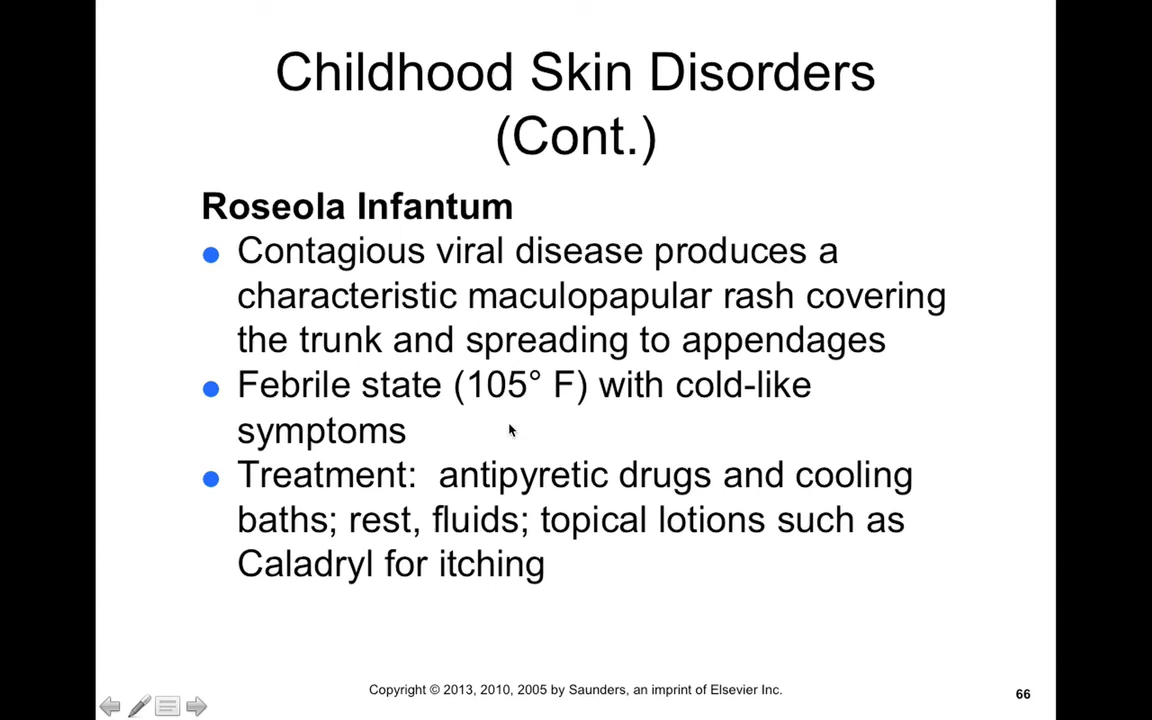 Childhood Skin Disorders
(Cont.)
Roseola Infantum
● Contagious viral disease produces a
characteristic maculopapular rash covering
the trunk and spreading to appendages
● Febrile state (105° F) with cold-like
symptoms
● Treatment:  antipyretic drugs and cooling
baths; rest, fluids; topical lotions such as
Caladryl for itching
Copyright © 2013, 2010, 2005 by Saunders, an imprint of Elsevier Inc.
66